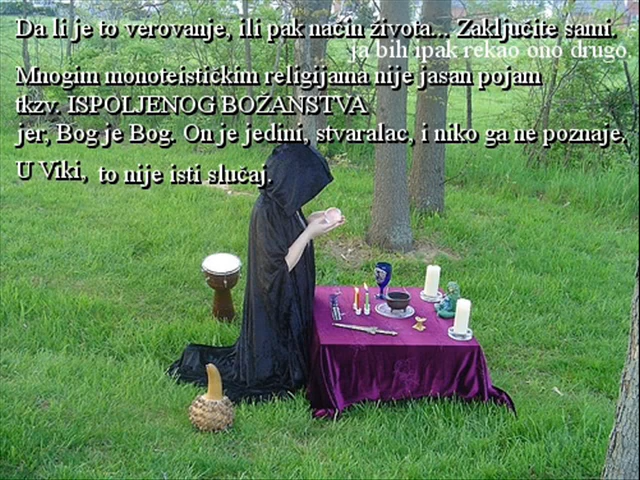 Da li je to verovanje, ili pak način života... Zaključite sami.
ja bih ipak rekao ono drugo.
Mnogim monoteističkim religijama nije jasan pojam
tkzv. ISPOLJENOG BOŽANSTVA
jer, Bog je Bog. On je jedini, stvaralac, i niko ga ne poznaje.
U Viki, to nije isti slučaj.